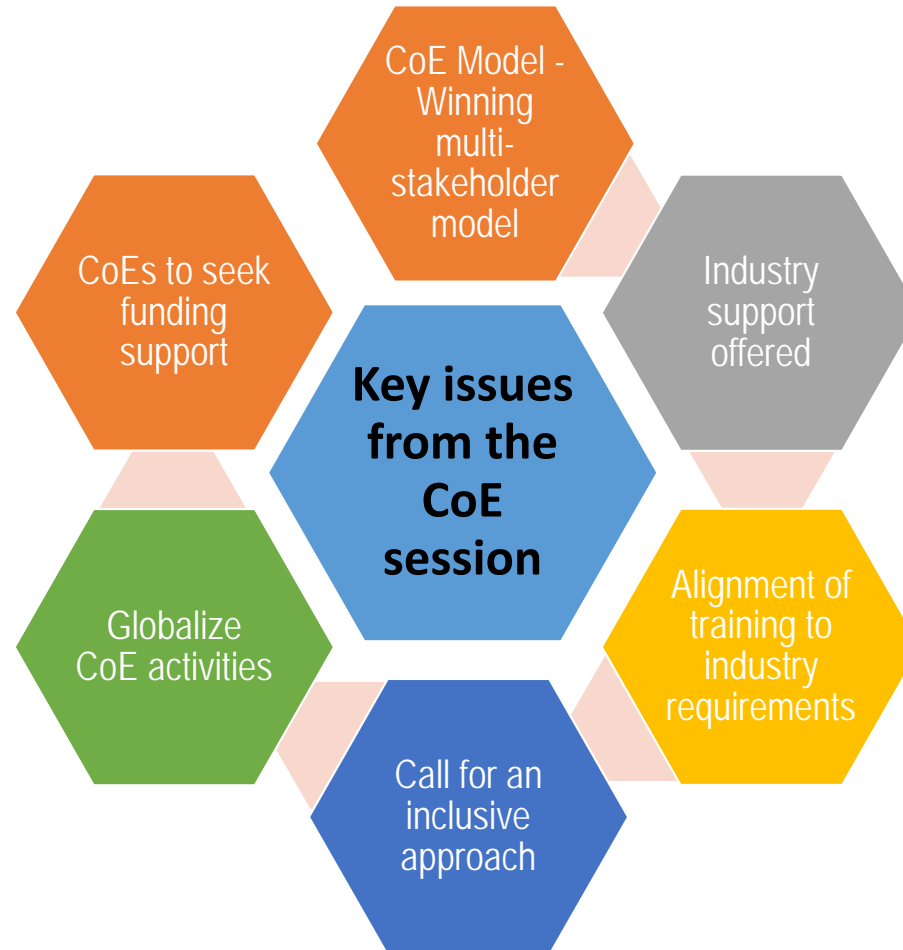 CoE Model -
Winning
multi-
stakeholder
model
Industry
support
offered
Alignment of
training to
industry
requirements
Call for an
inclusive
approach
Globalize
CoE activities
CoEs to seek
funding
support
Key issues
from the
CoE
session